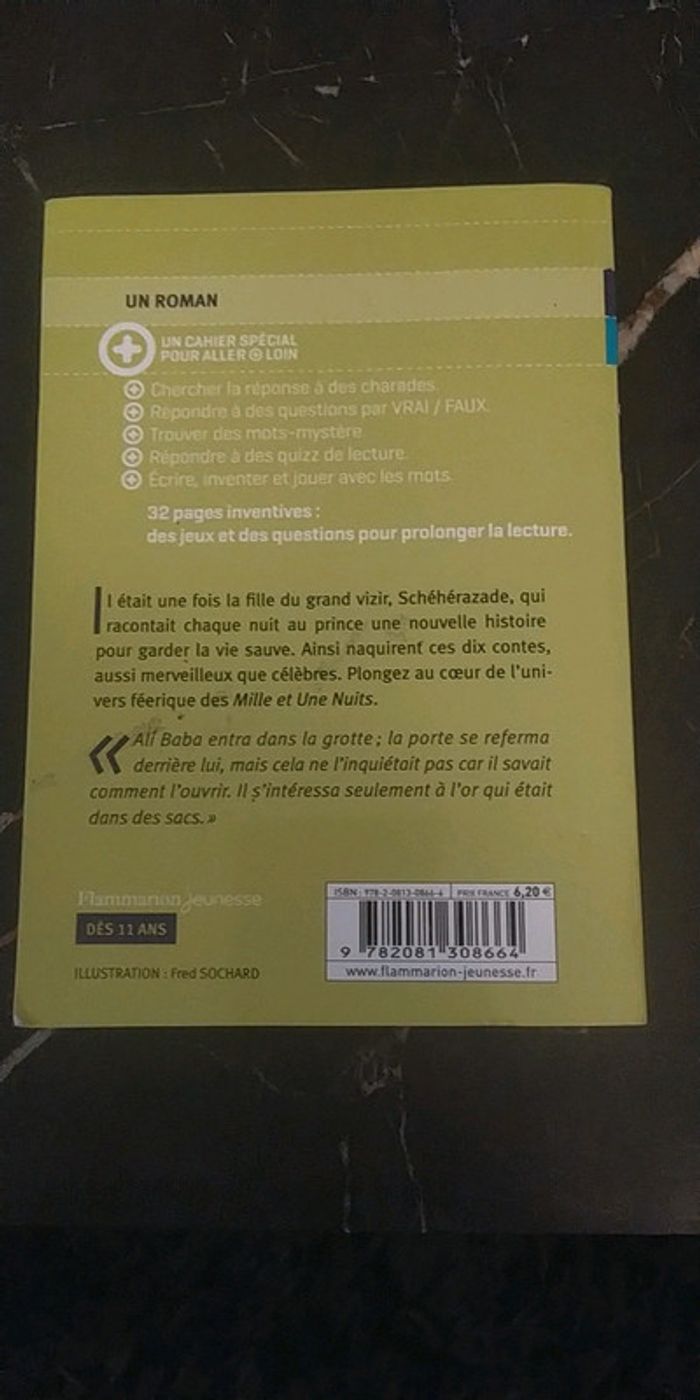 UN ROMAN
UN CAHIER SPÉCIAL
POUR ALLER + LOIN
Chercher la réponse à des charades.
Répondre à des questions par VRAI / FAUX.
Trouver des mots-mystère
Répondre à des quizz de lecture.
Écrire, inventer et jouer avec les mots.
32 pages inventives :
des jeux et des questions pour prolonger la lecture.
Il était une fois la fille du grand vizir, Schéhérazade, qui
racontait chaque nuit au prince une nouvelle histoire
pour garder la vie sauve. Ainsi naquirent ces dix contes,
aussi merveilleux que célèbres. Plongez au cœur de l'uni-
vers féerique des Mille et Une Nuits.
« Ali Baba entra dans la grotte ; la porte se referma
derrière lui, mais cela ne l'inquiétait pas car il savait
comment l'ouvrir. Il s'intéressa seulement à l'or qui était
dans des sacs. »
Flammarion jeunesse
DÈS 11 ANS
ILLUSTRATION : Fred SOCHARD
ISBN : 978-2-0813-0866-4 PRIX FRANCE 6,20 €
9 782081 308664
www.flammarion-jeunesse.fr